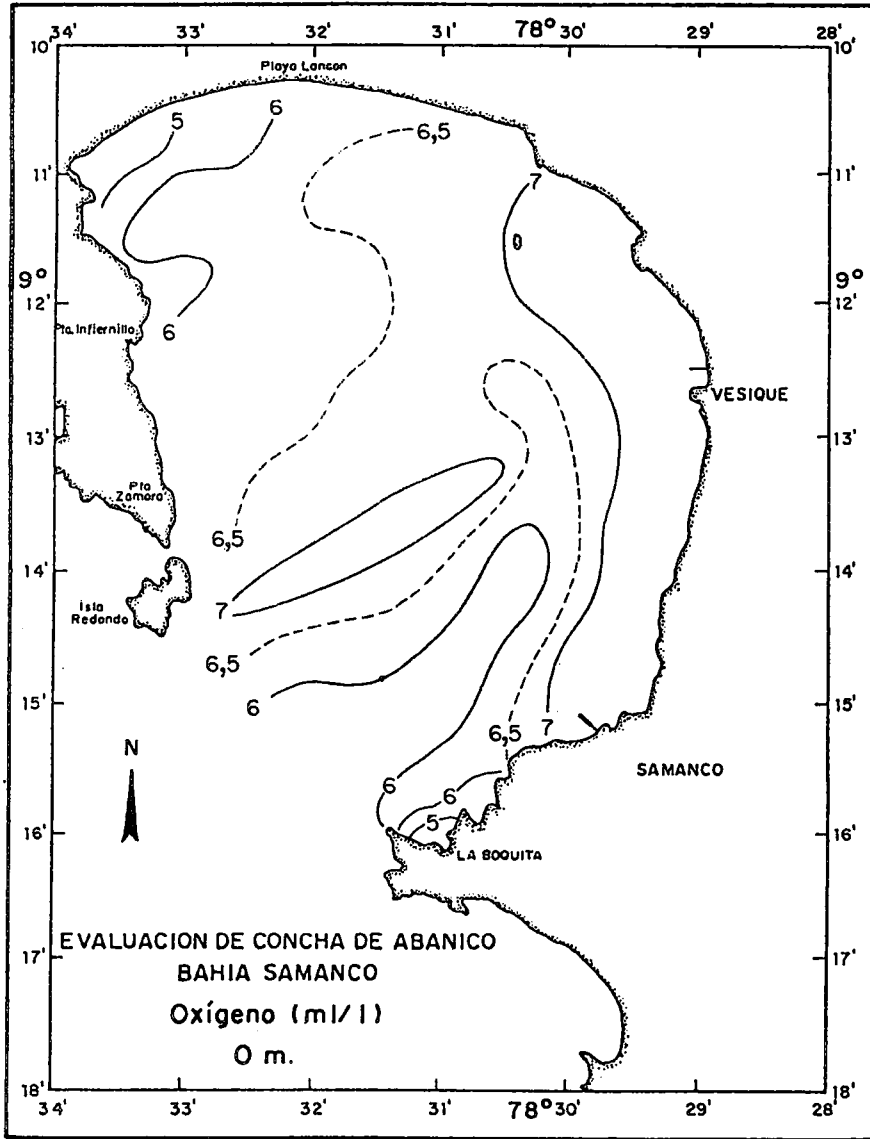 34' 33' 32 31' 78° 30' 29' 28'
10' 10'
Playa Lancon
5 6 6,5
11' 11'
7
0
9° 9°
12' 12'
Pta. Infiernillo
6
VESIQUE
13' 13'
Pta
Zamora
6,5
14' 14'
Isla
Redonda
7
6,5
6
15' 15'
7
6,5
N
SAMANCO
6
6
5
16' 16'
LA BOQUITA
EVALUACION DE CONCHA DE ABANICO
BAHIA SAMANCO
17' 17'
Oxígeno (ml/l)
0 m.
18' 18'
34' 33' 32 31' 78° 30' 29' 28'